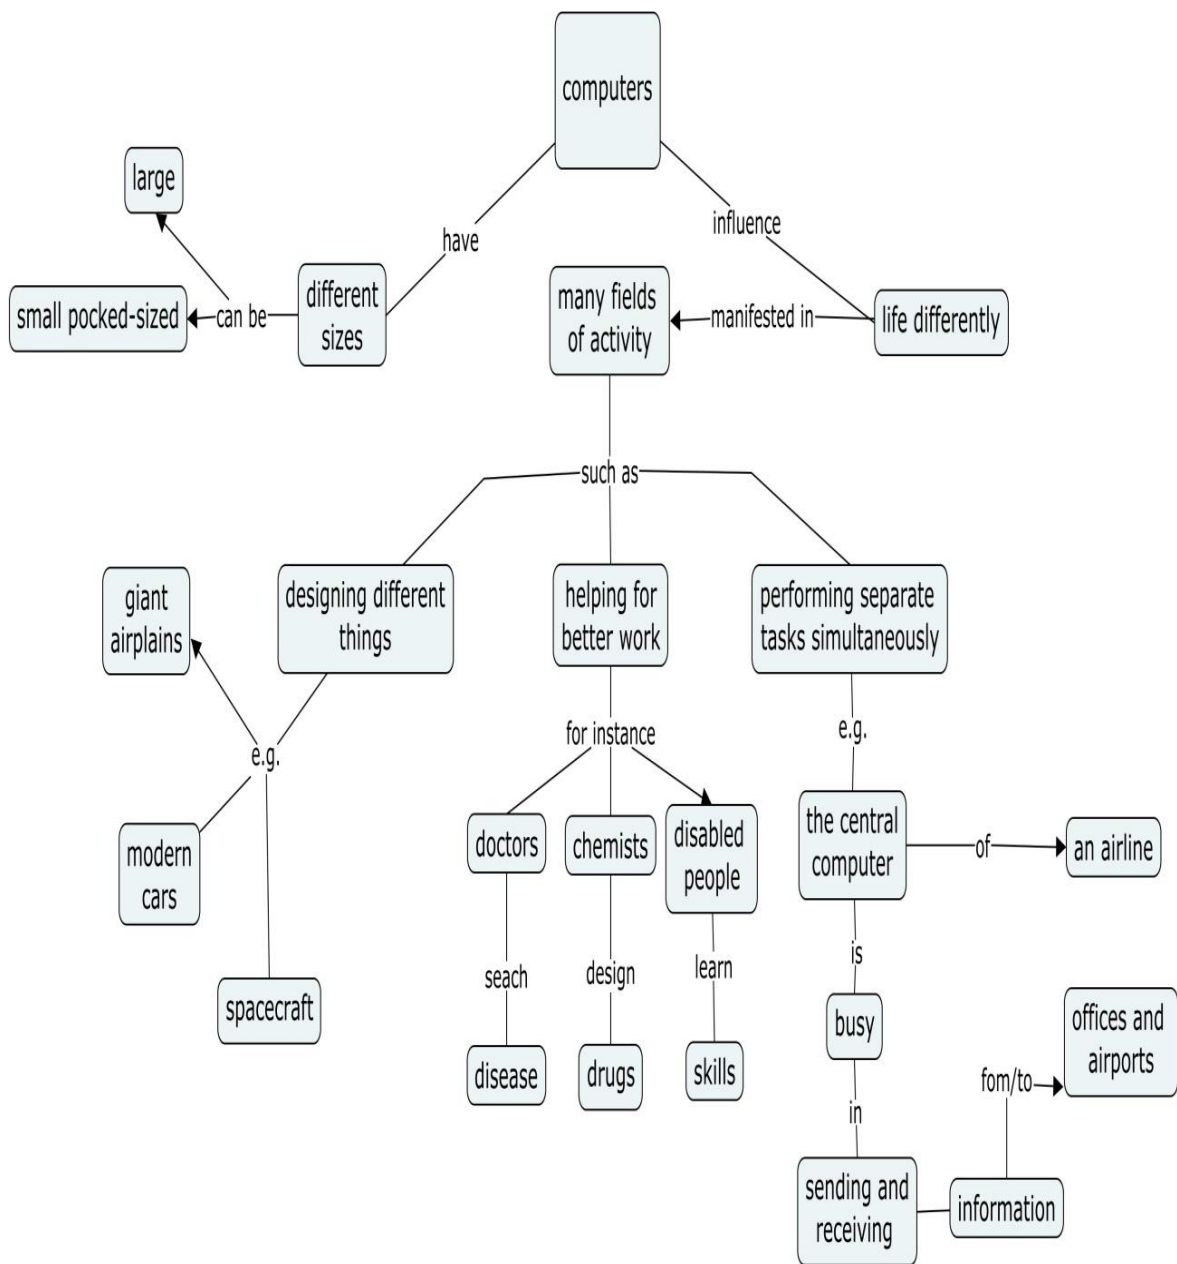 computers
large
influence
have
different
sizes
many fields
of activity
manifested in
life differently
small pocked-sized
can be
such as
giant
airplains
designing different
things
helping for
better work
performing separate
tasks simultaneously
e.g.
for instance
e.g.
modern
cars
doctors
chemists
disabled
people
the central
computer
of
an airline
seach
design
learn
is
spacecraft
busy
offices and
airports
disease
drugs
skills
fom/to
in
sending and
receiving
information